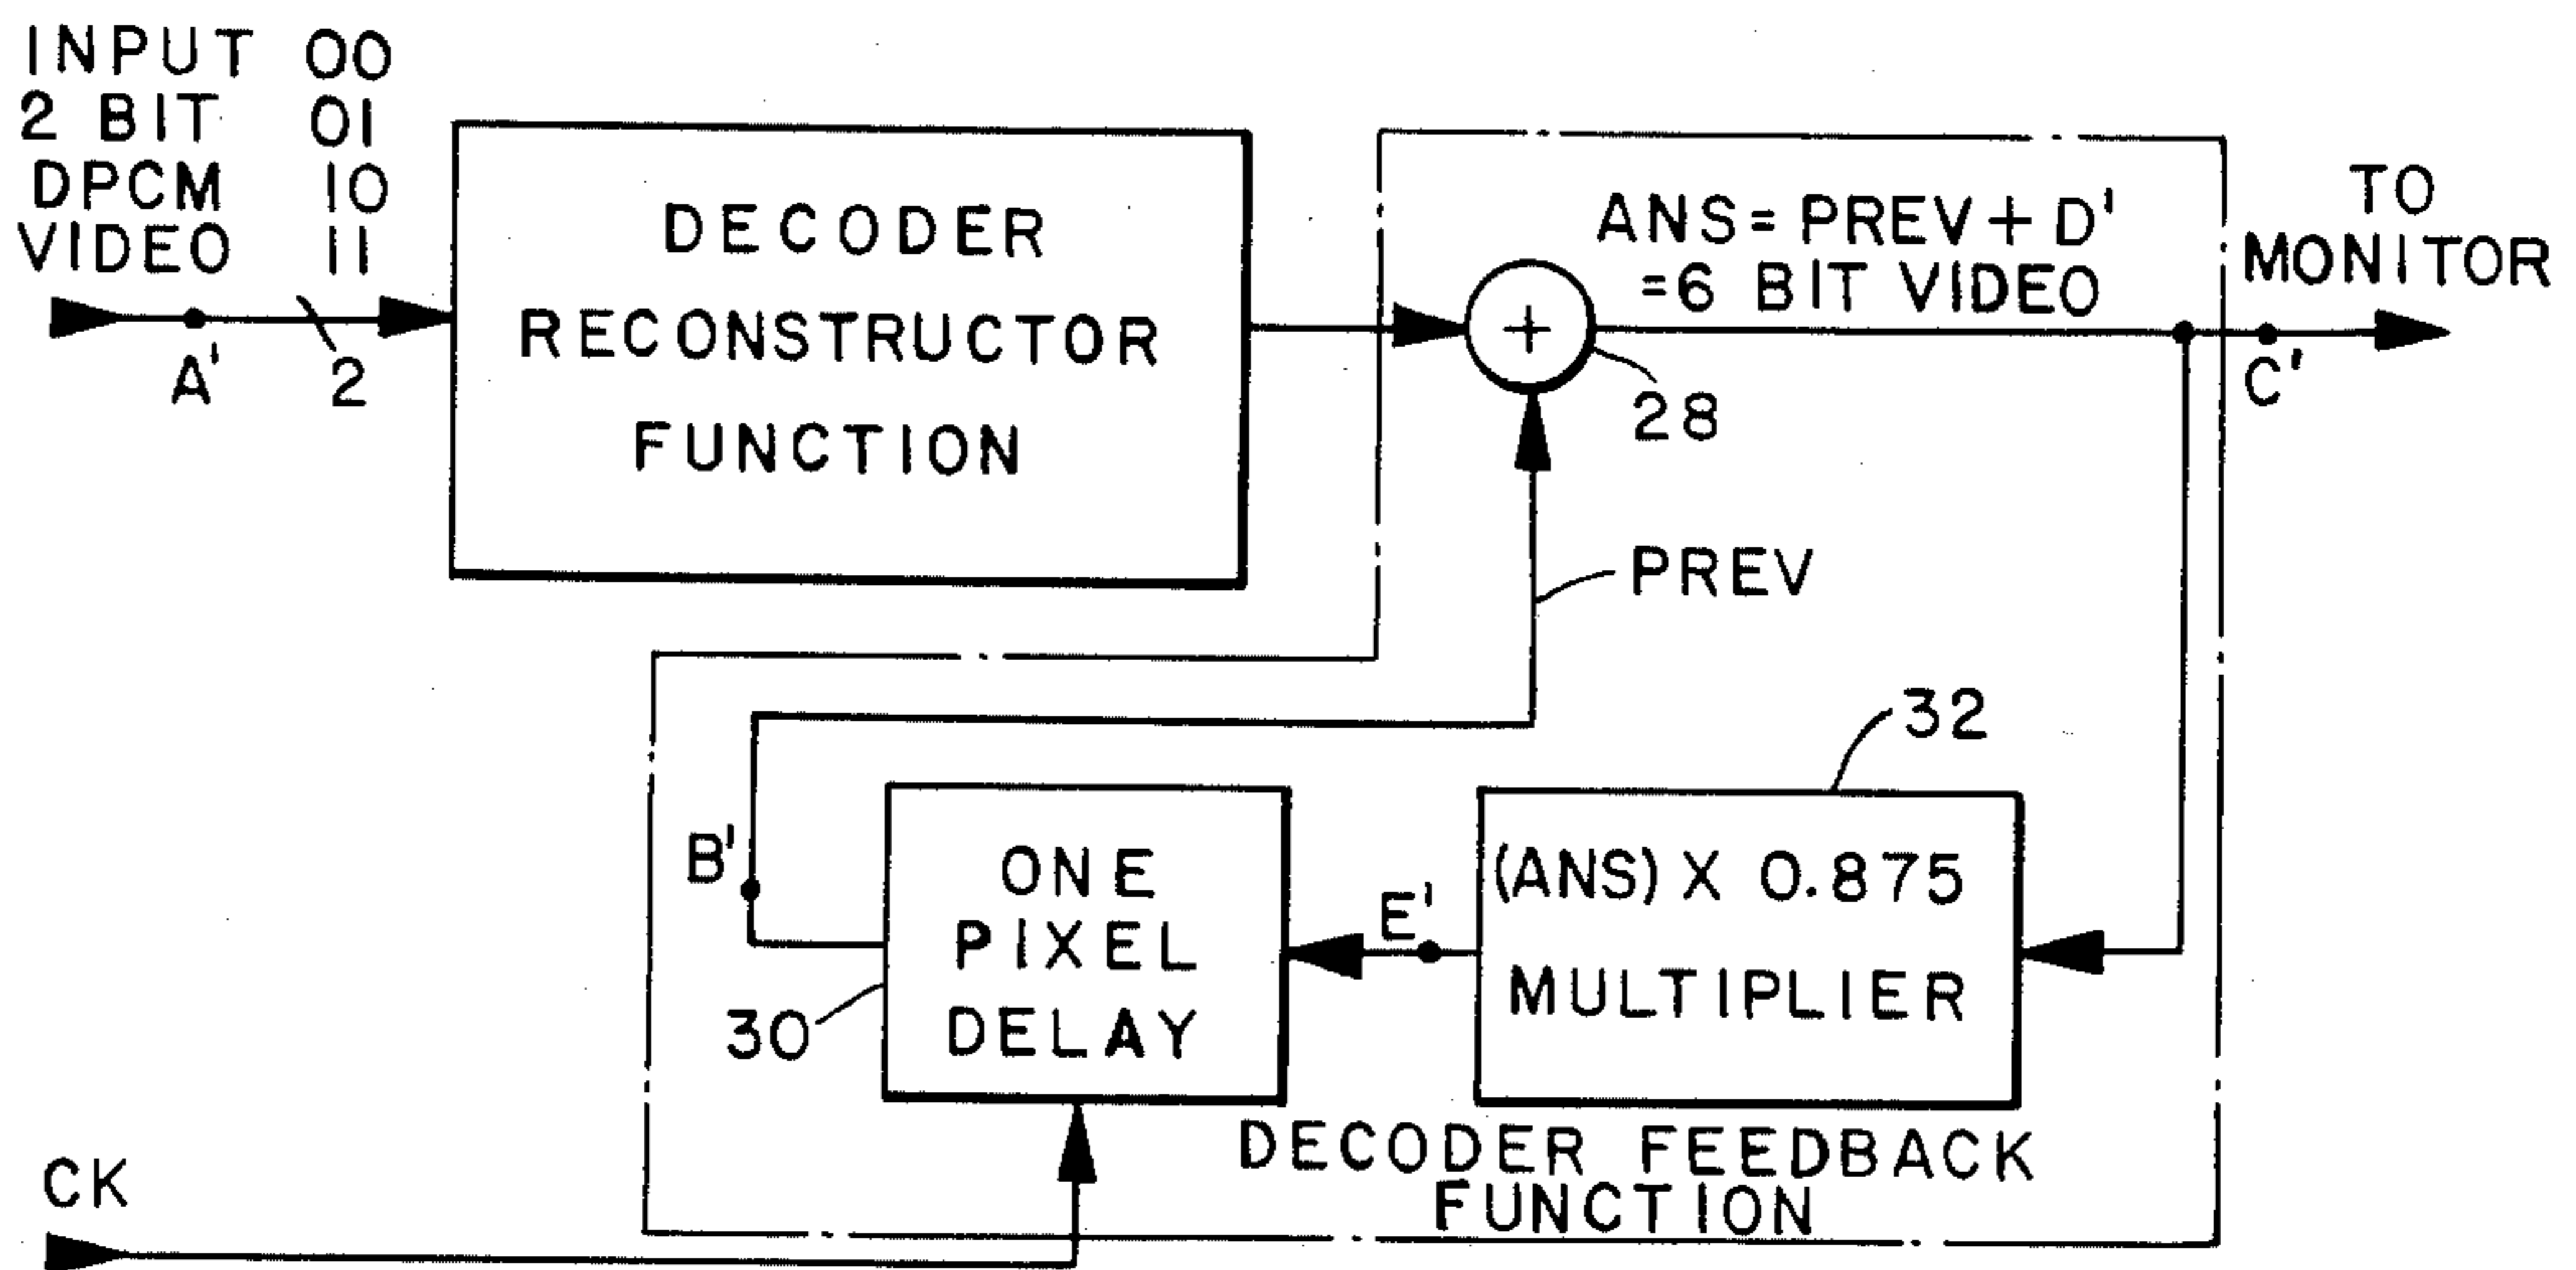 INPUT 00
2 BIT 01
DPCM 10
VIDEO 11
A'
2
DECODER
RECONSTRUCTOR
FUNCTION
ANS = PREV + D'
= 6 BIT VIDEO
+
28
TO
MONITOR
C'
PREV
32
B'
ONE
PIXEL
DELAY
30
E'
(ANS) X 0.875
MULTIPLIER
DECODER FEEDBACK
FUNCTION
CK